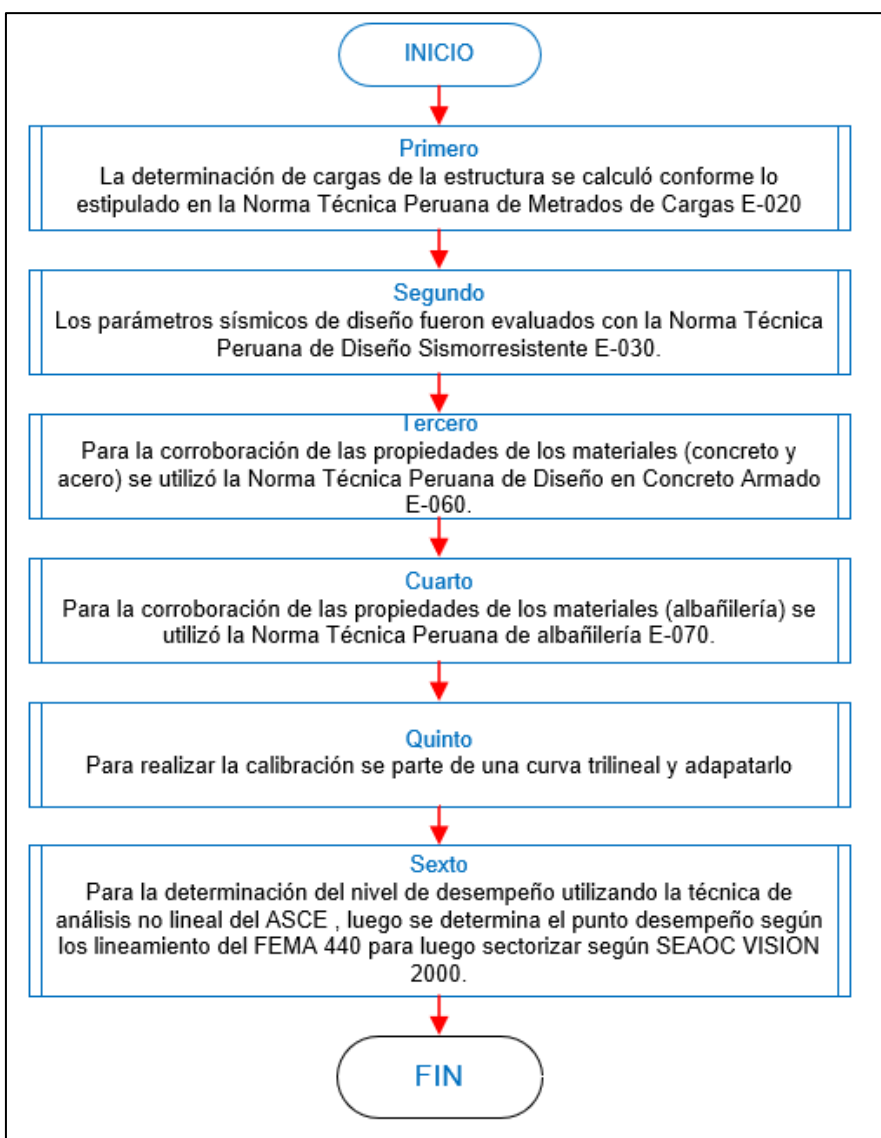 INICIO
Primero
La determinación de cargas de la estructura se calculó conforme lo
estipulado en la Norma Técnica Peruana de Metrados de Cargas E-020
Segundo
Los parámetros sísmicos de diseño fueron evaluados con la Norma Técnica
Peruana de Diseño Sismorresistente E-030.
Tercero
Para la corroboración de las propiedades de los materiales (concreto y
acero) se utilizó la Norma Técnica Peruana de Diseño en Concreto Armado
E-060.
Cuarto
Para la corroboración de las propiedades de los materiales (albañilería) se
utilizó la Norma Técnica Peruana de albañilería E-070.
Quinto
Para realizar la calibración se parte de una curva trilineal y adapatarlo
Sexto
Para la determinación del nivel de desempeño utilizando la técnica de
análisis no lineal del ASCE , luego se determina el punto desempeño según
los lineamiento del FEMA 440 para luego sectorizar según SEAOC VISION
2000.
FIN